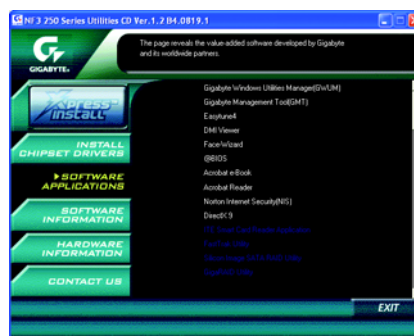 NF3 250 Series Utilities CD Ver.1.2 B4.0819.1
GIGABYTE
The page reveals the value-added software developed by Gigabyte
and its worldwide partners.
Xpress
Install
INSTALL
CHIPSET DRIVERS
SOFTWARE
APPLICATIONS
SOFTWARE
INFORMATION
HARDWARE
INFORMATION
CONTACT US
Gigabyte Windows Utilities Manager(GWUM)
Gigabyte Management Tool(GMT)
Easytune4
DMI Viewer
Face-Wizard
@BIOS
Acrobat e-Book
Acrobat Reader
Norton Internet Security(NIS)
DirectX 9
EXIT